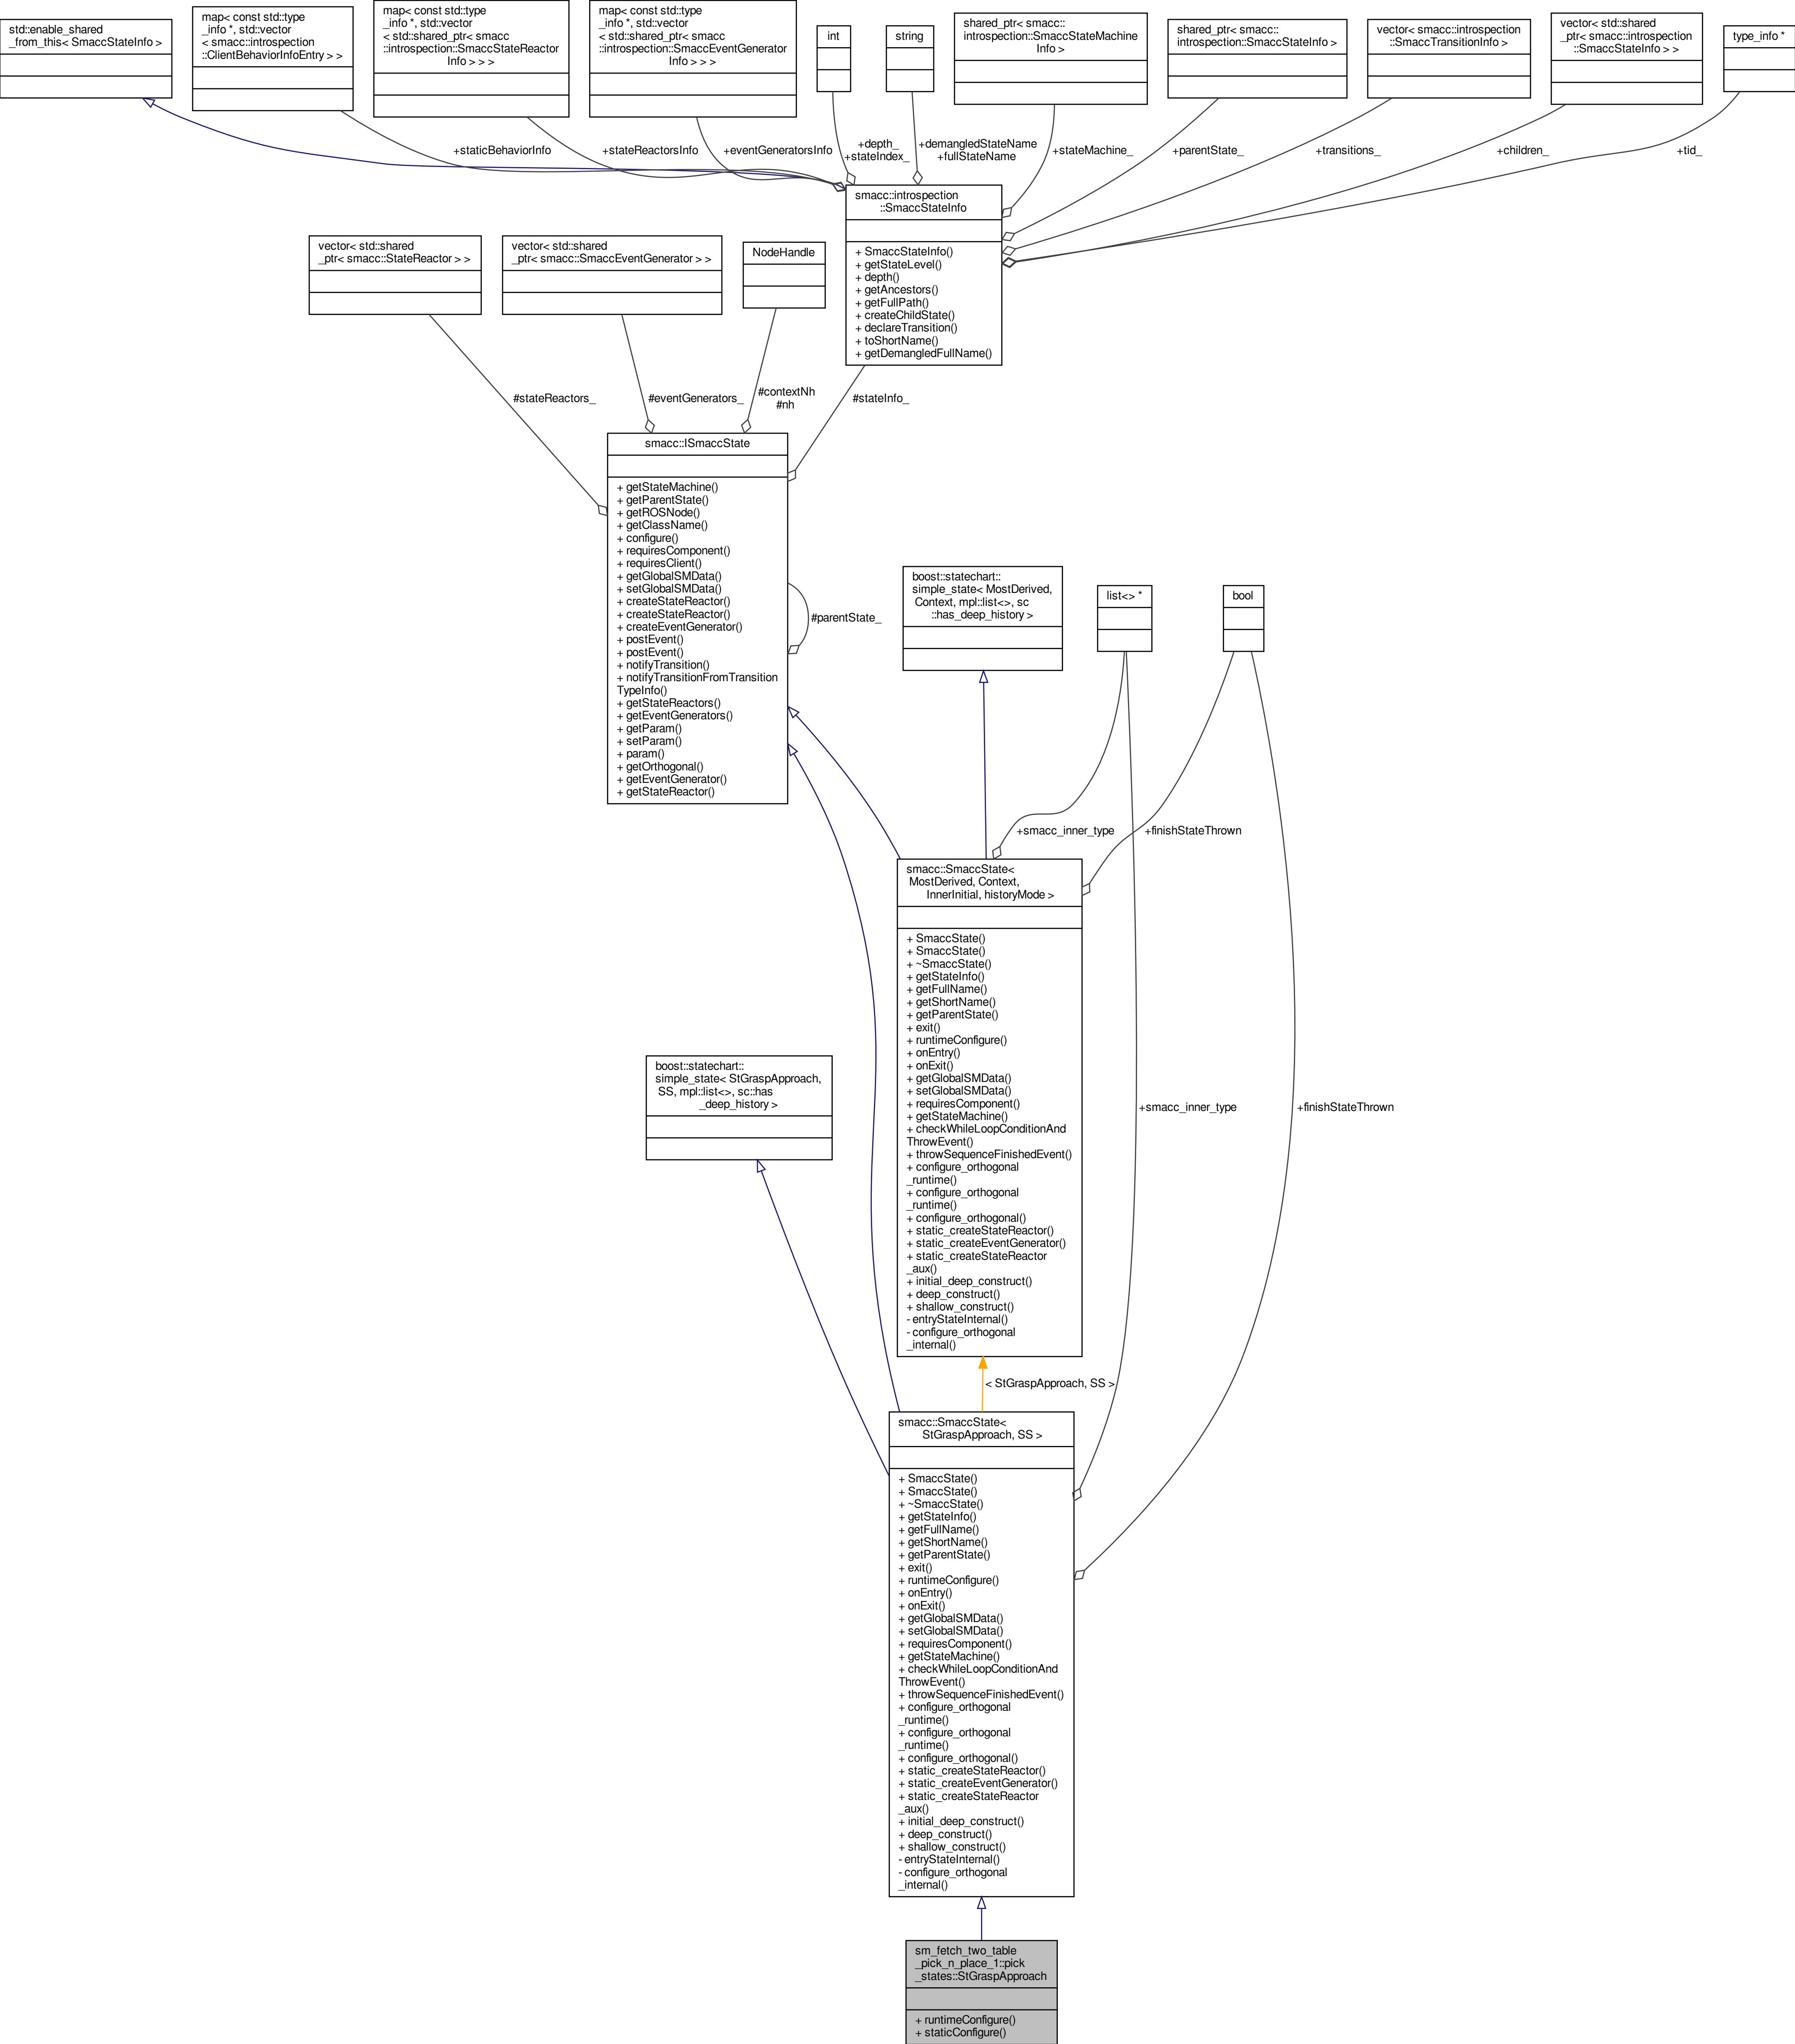 std::enable_shared
_from_this< SmaccStateInfo >
map< const std::type
_info *, std::vector
< smacc::introspection
::ClientBehaviorInfoEntry > >
map< const std::type
_info *, std::vector
< std::shared_ptr< smacc
::introspection::SmaccStateReactor
Info > > >
map< const std::type
_info *, std::vector
< std::shared_ptr< smacc
::introspection::SmaccEventGenerator
Info > > >
int
string
shared_ptr< smacc::
introspection::SmaccStateMachine
Info >
shared_ptr< smacc::
introspection::SmaccStateInfo >
vector< smacc::introspection
::SmaccTransitionInfo >
vector< std::shared
_ptr< smacc::introspection
::SmaccStateInfo > >
type_info *
+staticBehaviorInfo
+stateReactorsInfo
+eventGeneratorsInfo
+depth_
+stateIndex_
+demangledStateName
+fullStateName
+stateMachine_
+parentState_
+transitions_
+children_
+tid_
smacc::introspection
::SmaccStateInfo
+ SmaccStateInfo()
+ getStateLevel()
+ depth()
+ getAncestors()
+ getFullPath()
+ createChildState()
+ declareTransition()
+ toShortName()
+ getDemangledFullName()
vector< std::shared
_ptr< smacc::StateReactor > >
vector< std::shared
_ptr< smacc::SmaccEventGenerator > >
NodeHandle
#stateReactors_
#eventGenerators_
#contextNh
#nh
#stateInfo_
smacc::ISmaccState
+ getStateMachine()
+ getParentState()
+ getROSNode()
+ getClassName()
+ configure()
+ requiresComponent()
+ requiresClient()
+ getGlobalSMData()
+ setGlobalSMData()
+ createStateReactor()
+ createStateReactor()
+ createEventGenerator()
+ postEvent()
+ postEvent()
+ notifyTransition()
+ notifyTransitionFromTransition
TypeInfo()
+ getStateReactors()
+ getEventGenerators()
+ getParam()
+ setParam()
+ param()
+ getOrthogonal()
+ getEventGenerator()
+ getStateReactor()
#parentState_
boost::statechart::
simple_state< MostDerived,
Context, mpl::list<>, sc
::has_deep_history >
list<> *
bool
+smacc_inner_type
+finishStateThrown
smacc::SmaccState<
MostDerived, Context,
InnerInitial, historyMode >
+ SmaccState()
+ SmaccState()
+ ~SmaccState()
+ getStateInfo()
+ getFullName()
+ getShortName()
+ getParentState()
+ exit()
+ runtimeConfigure()
+ onEntry()
+ onExit()
+ getGlobalSMData()
+ setGlobalSMData()
+ requiresComponent()
+ getStateMachine()
+ checkWhileLoopConditionAnd
ThrowEvent()
+ throwSequenceFinishedEvent()
+ configure_orthogonal
_runtime()
+ configure_orthogonal
_runtime()
+ configure_orthogonal()
+ static_createStateReactor()
+ static_createEventGenerator()
+ static_createStateReactor
_aux()
+ initial_deep_construct()
+ deep_construct()
+ shallow_construct()
- entryStateInternal()
- configure_orthogonal
_internal()
boost::statechart::
simple_state< StGraspApproach,
SS, mpl::list<>, sc::has
_deep_history >
+smacc_inner_type
+finishStateThrown
< StGraspApproach, SS >
smacc::SmaccState<
StGraspApproach, SS >
+ SmaccState()
+ SmaccState()
+ ~SmaccState()
+ getStateInfo()
+ getFullName()
+ getShortName()
+ getParentState()
+ exit()
+ runtimeConfigure()
+ onEntry()
+ onExit()
+ getGlobalSMData()
+ setGlobalSMData()
+ requiresComponent()
+ getStateMachine()
+ checkWhileLoopConditionAnd
ThrowEvent()
+ throwSequenceFinishedEvent()
+ configure_orthogonal
_runtime()
+ configure_orthogonal
_runtime()
+ configure_orthogonal()
+ static_createStateReactor()
+ static_createEventGenerator()
+ static_createStateReactor
_aux()
+ initial_deep_construct()
+ deep_construct()
+ shallow_construct()
- entryStateInternal()
- configure_orthogonal
_internal()
sm_fetch_two_table
_pick_n_place_1::pick
_states::StGraspApproach
+ runtimeConfigure()
+ staticConfigure()